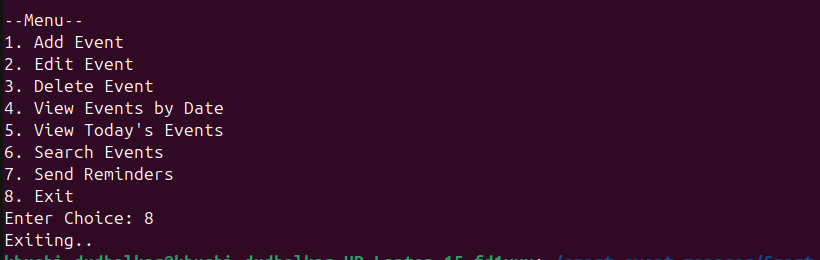 --Menu--
1. Add Event
2. Edit Event
3. Delete Event
4. View Events by Date
5. View Today's Events
6. Search Events
7. Send Reminders
8. Exit
Enter Choice: 8
Exiting..